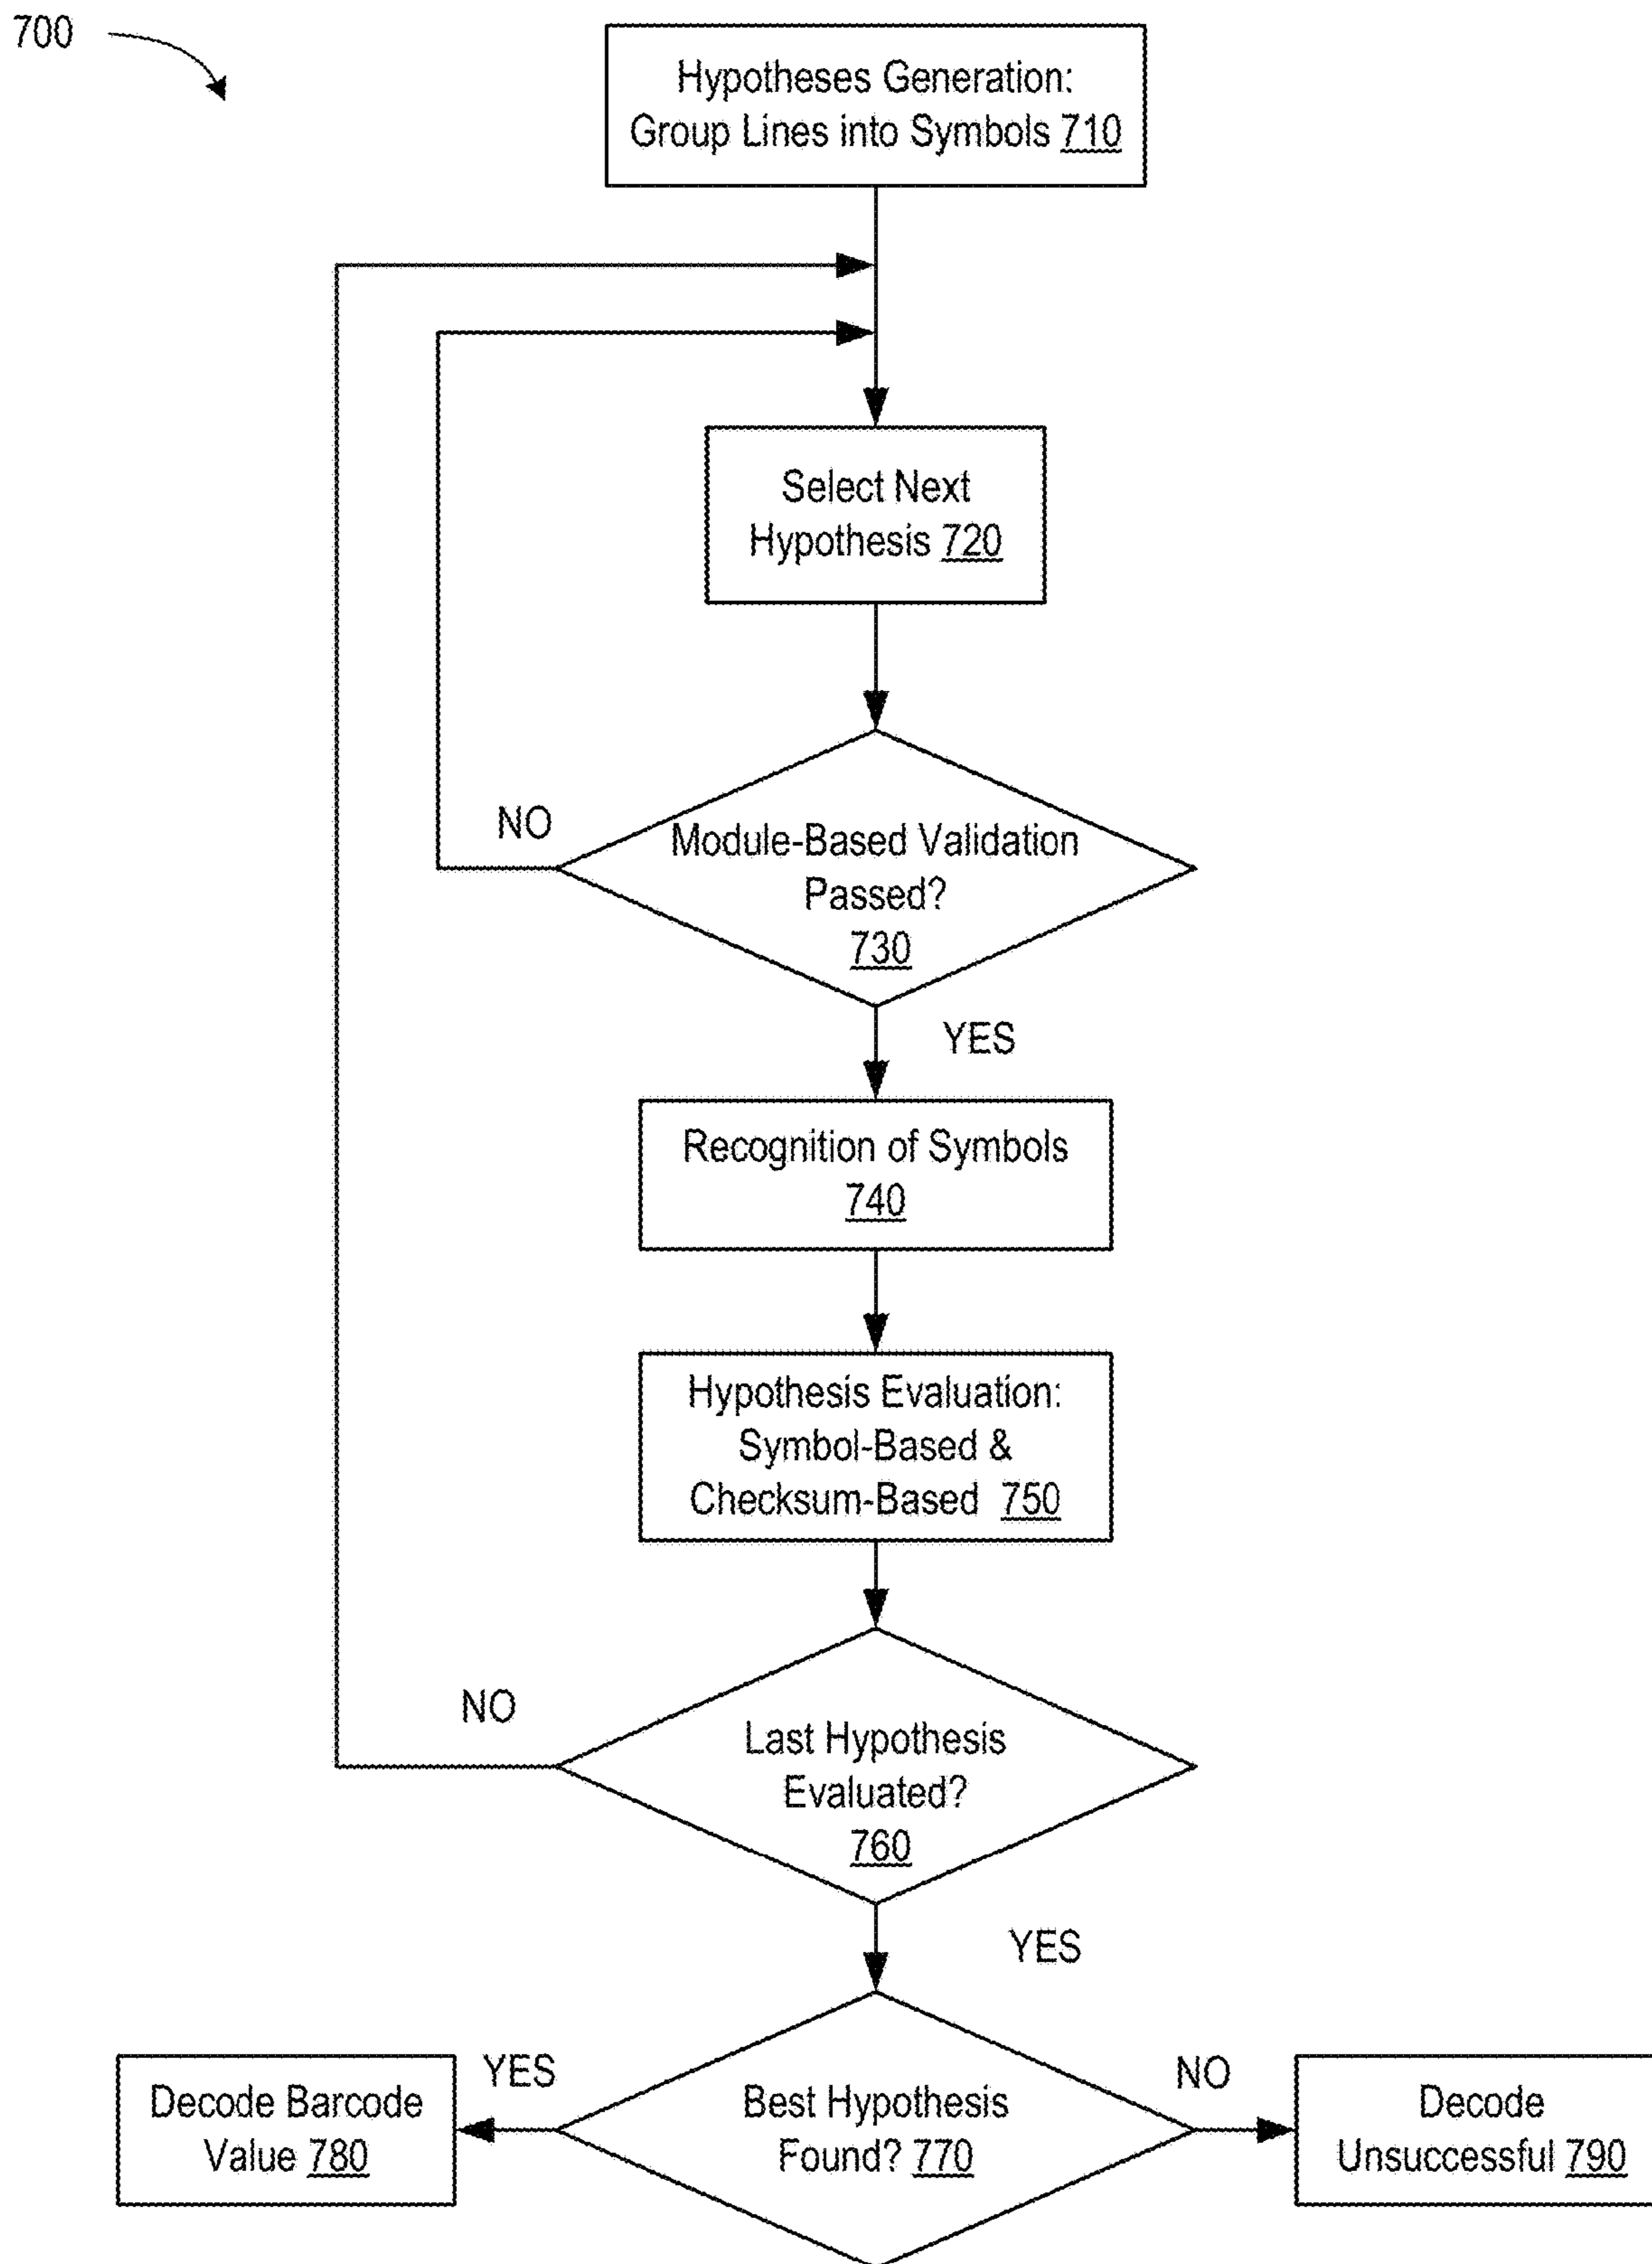 700
Hypotheses Generation:
Group Lines into Symbols 710
Select Next
Hypothesis 720
NO
Module-Based Validation
Passed?
730
YES
Recognition of Symbols
740
Hypothesis Evaluation:
Symbol-Based &
Checksum-Based 750
NO
Last Hypothesis
Evaluated?
760
YES
Decode Barcode
Value 780
YES
Best Hypothesis
Found? 770
NO
Decode
Unsuccessful 790